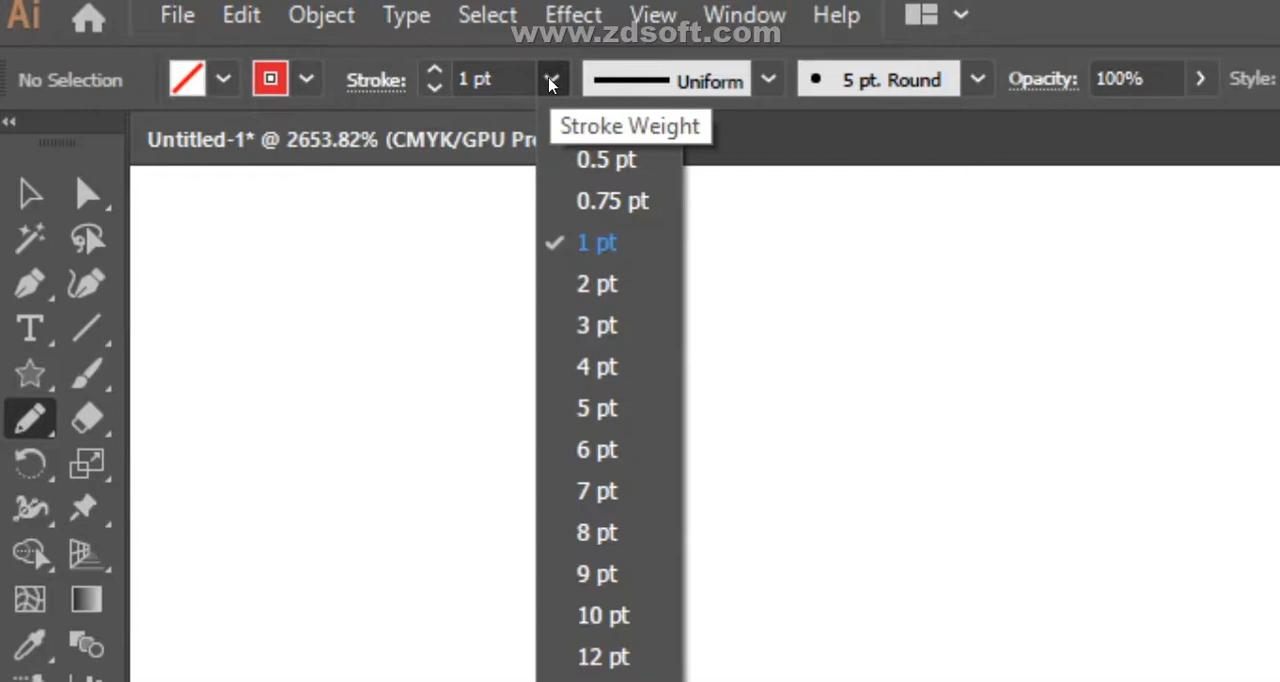 Ai File Edit Object Type Select Effect View Window Help
www.zdsoft.com
No Selection Stroke: 1 pt Uniform 5 pt. Round Opacity: 100% Style:
Stroke Weight
Untitled-1* @ 2653.82% (CMYK/GPU Pre
0.5 pt
0.75 pt
1 pt
2 pt
3 pt
4 pt
5 pt
6 pt
7 pt
8 pt
9 pt
10 pt
12 pt